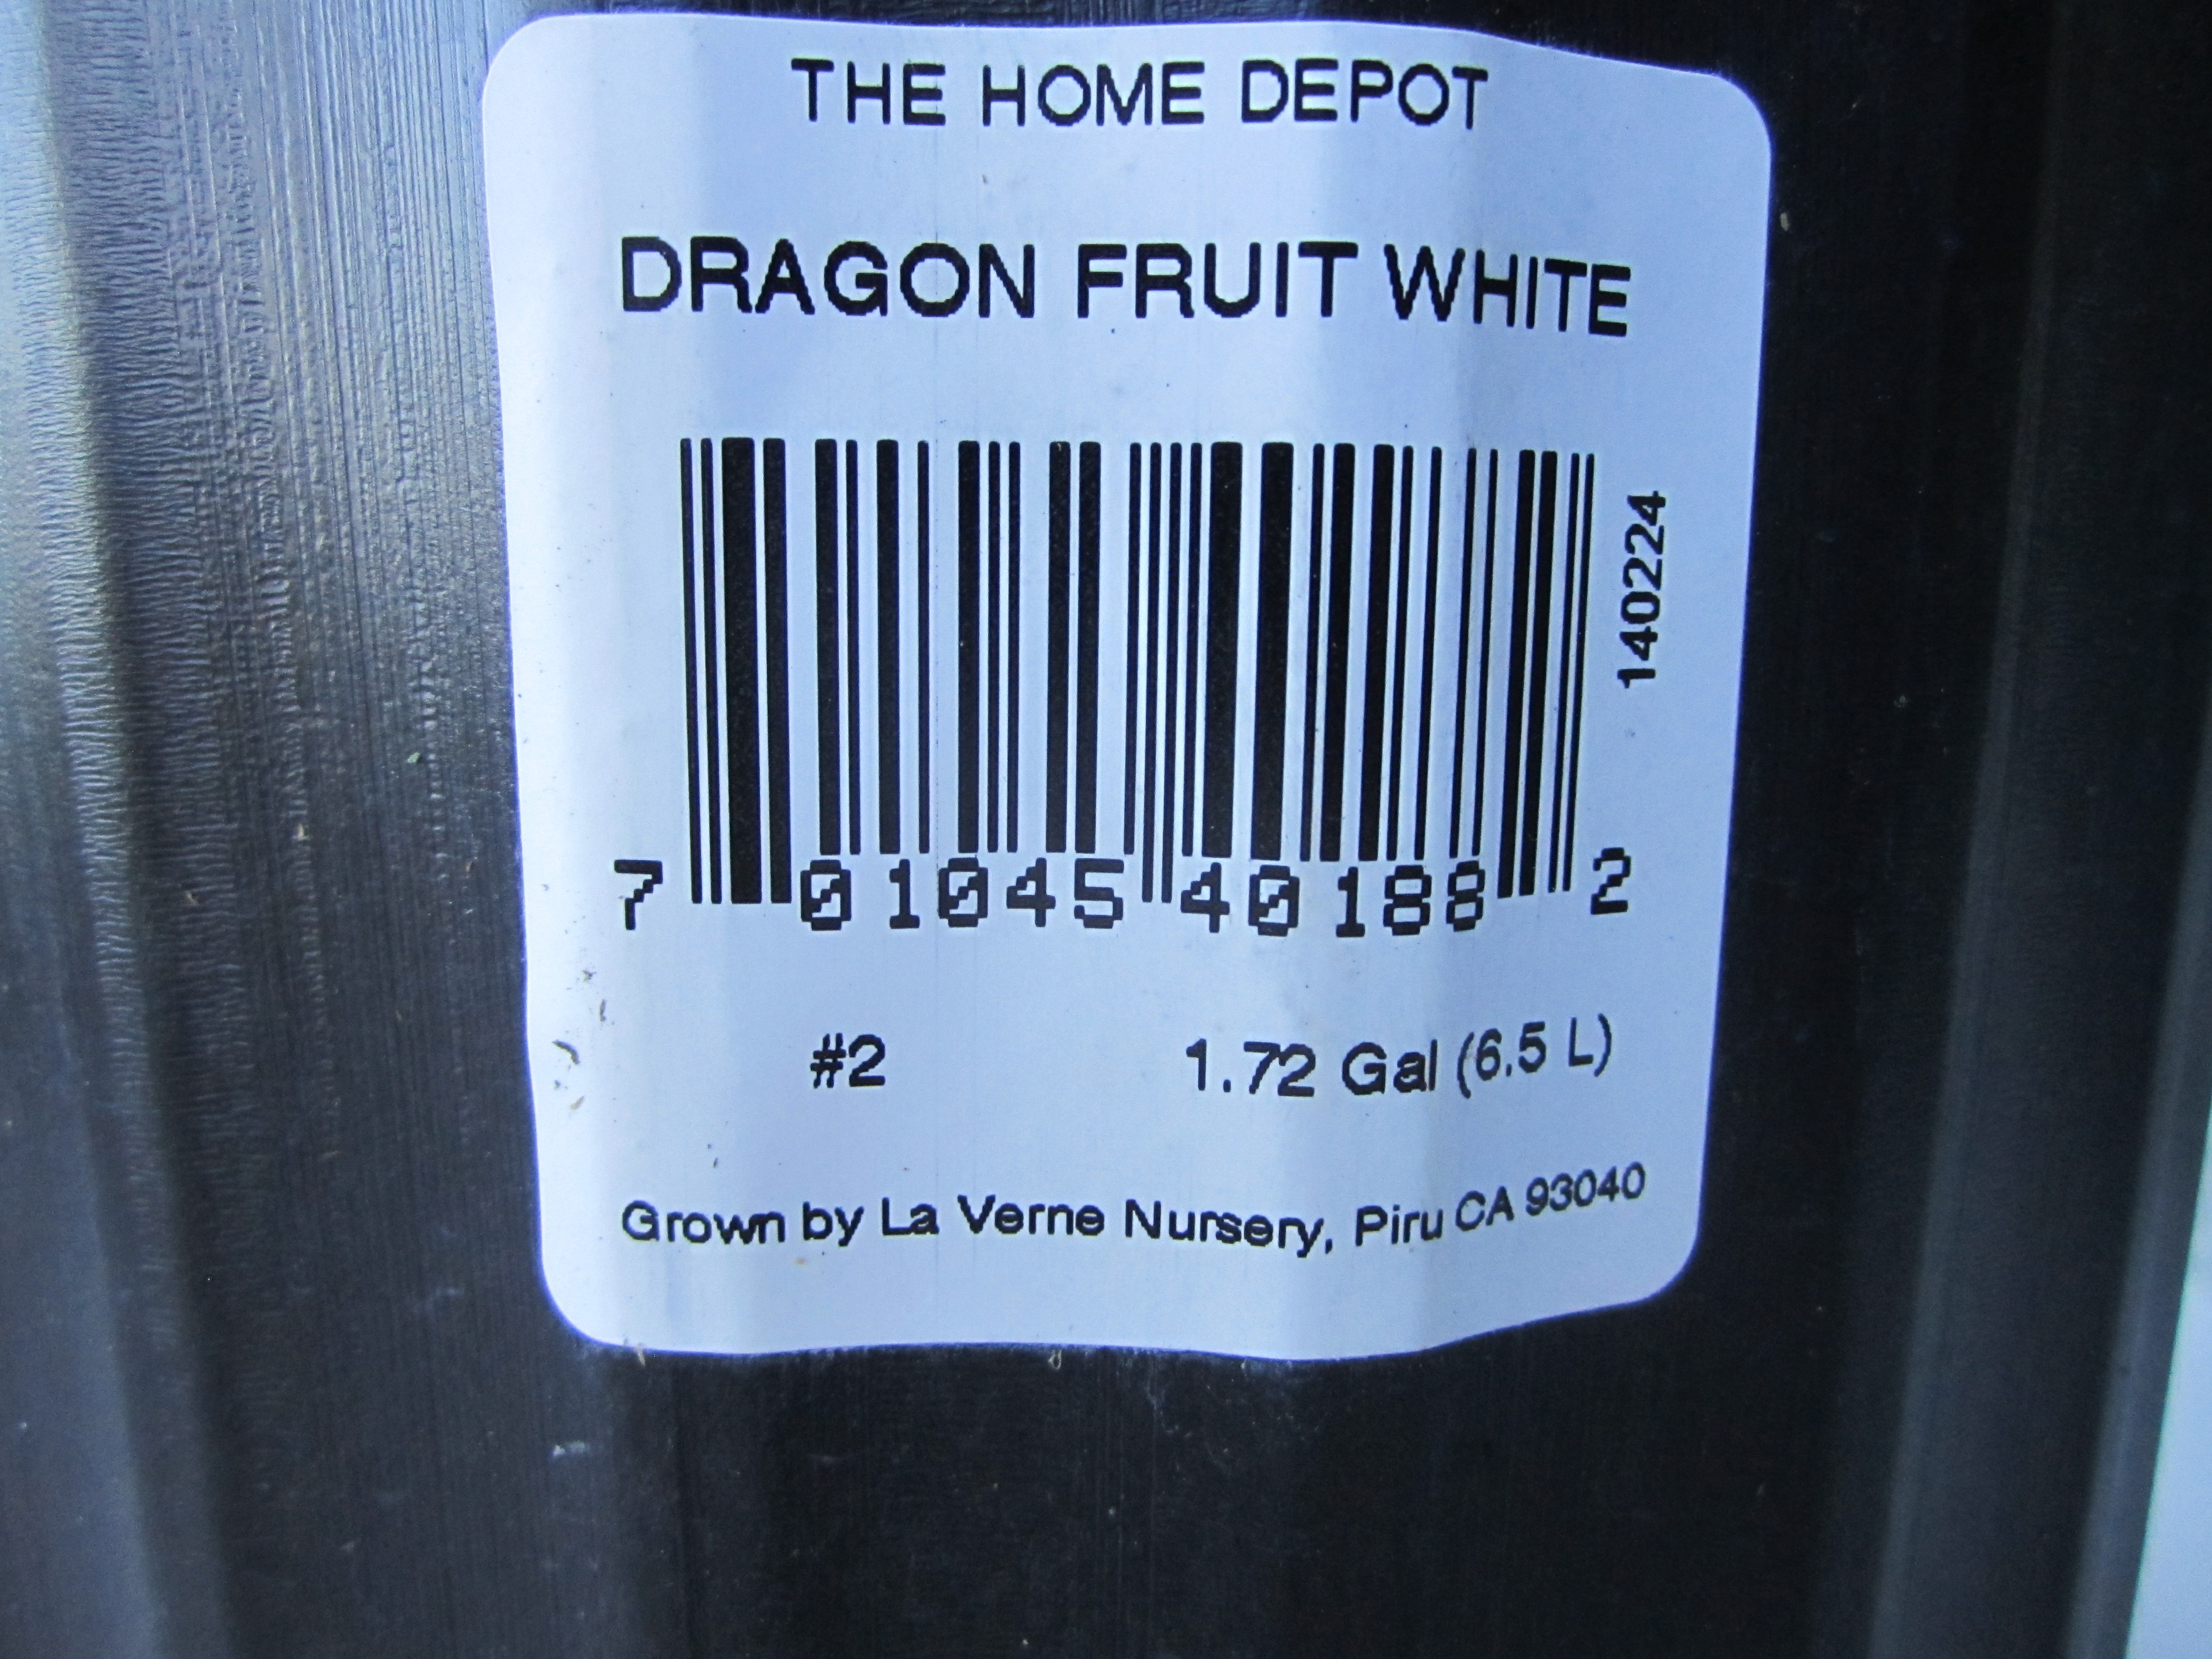 THE HOME DEPOT
DRAGON FRUIT WHITE
140224
7 01045 40188 2
#2 1.72 Gal (6.5 L)
Grown by La Verne Nursery, Piru CA 93040